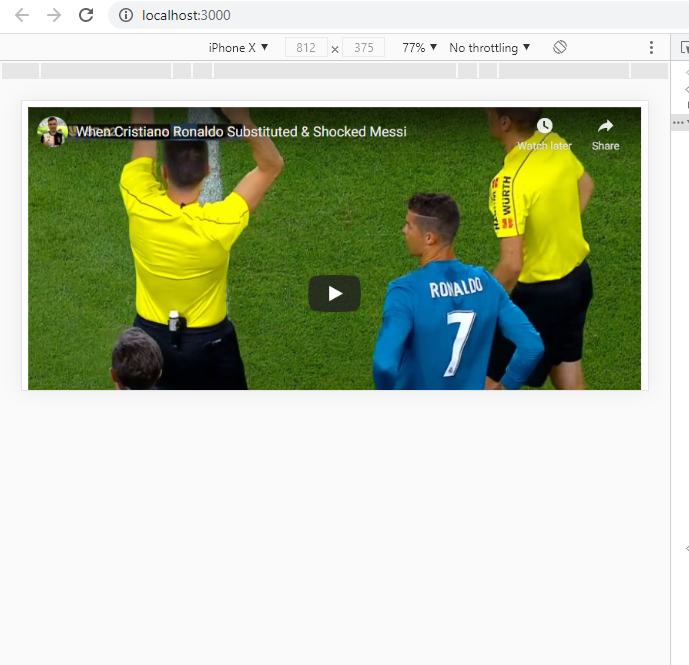 localhost:3000
iPhone X ▼ 812 × 375 77% ▼ No throttling ▼
When Cristiano Ronaldo Substituted & Shocked Messi
Watch later Share
WÜRTH
RONALDO
7